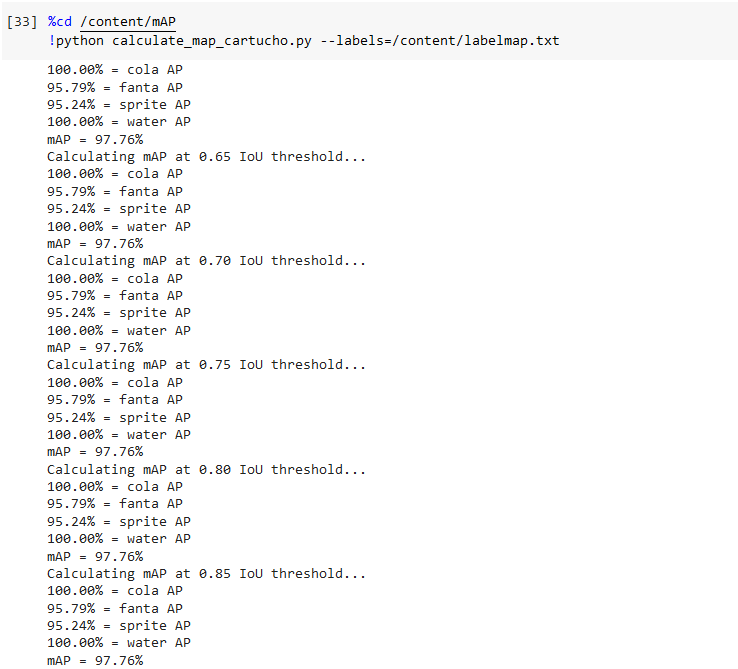 [33] %cd /content/mAP
!python calculate_map_cartucho.py --labels=/content/labelmap.txt
100.00% = cola AP
95.79% = fanta AP
95.24% = sprite AP
100.00% = water AP
mAP = 97.76%
Calculating mAP at 0.65 IoU threshold...
100.00% = cola AP
95.79% = fanta AP
95.24% = sprite AP
100.00% = water AP
mAP = 97.76%
Calculating mAP at 0.70 IoU threshold...
100.00% = cola AP
95.79% = fanta AP
95.24% = sprite AP
100.00% = water AP
mAP = 97.76%
Calculating mAP at 0.75 IoU threshold...
100.00% = cola AP
95.79% = fanta AP
95.24% = sprite AP
100.00% = water AP
mAP = 97.76%
Calculating mAP at 0.80 IoU threshold...
100.00% = cola AP
95.79% = fanta AP
95.24% = sprite AP
100.00% = water AP
mAP = 97.76%
Calculating mAP at 0.85 IoU threshold...
100.00% = cola AP
95.79% = fanta AP
95.24% = sprite AP
100.00% = water AP
mAP = 97.76%